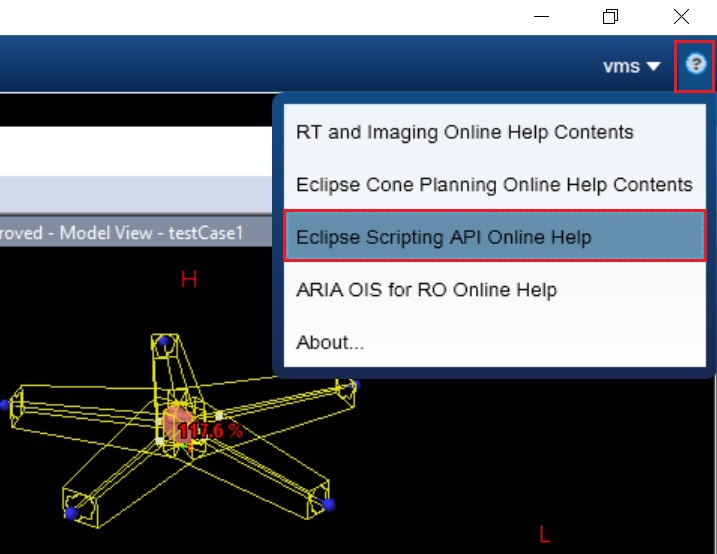 vms
?
RT and Imaging Online Help Contents
Eclipse Cone Planning Online Help Contents
Eclipse Scripting API Online Help
ARIA OIS for RO Online Help
About...
roved - Model View - testCase1
H
117.6 %
L